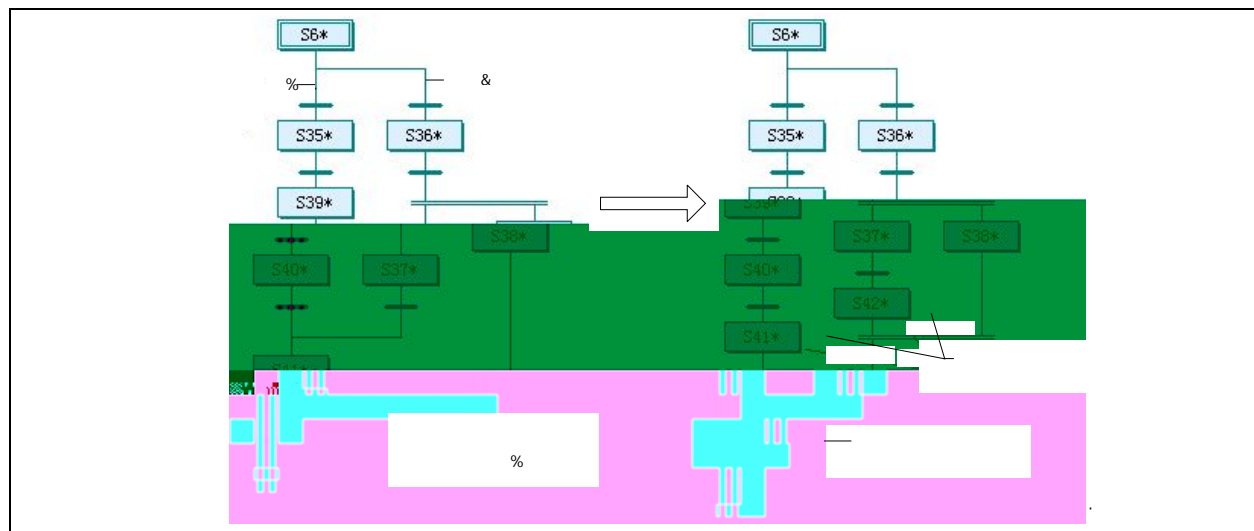 S6* S6*
% &
S35* S36* S35* S36*
S39*
S38* S37* S38*
S40* S37* S40*
S42*
S41*
%
.